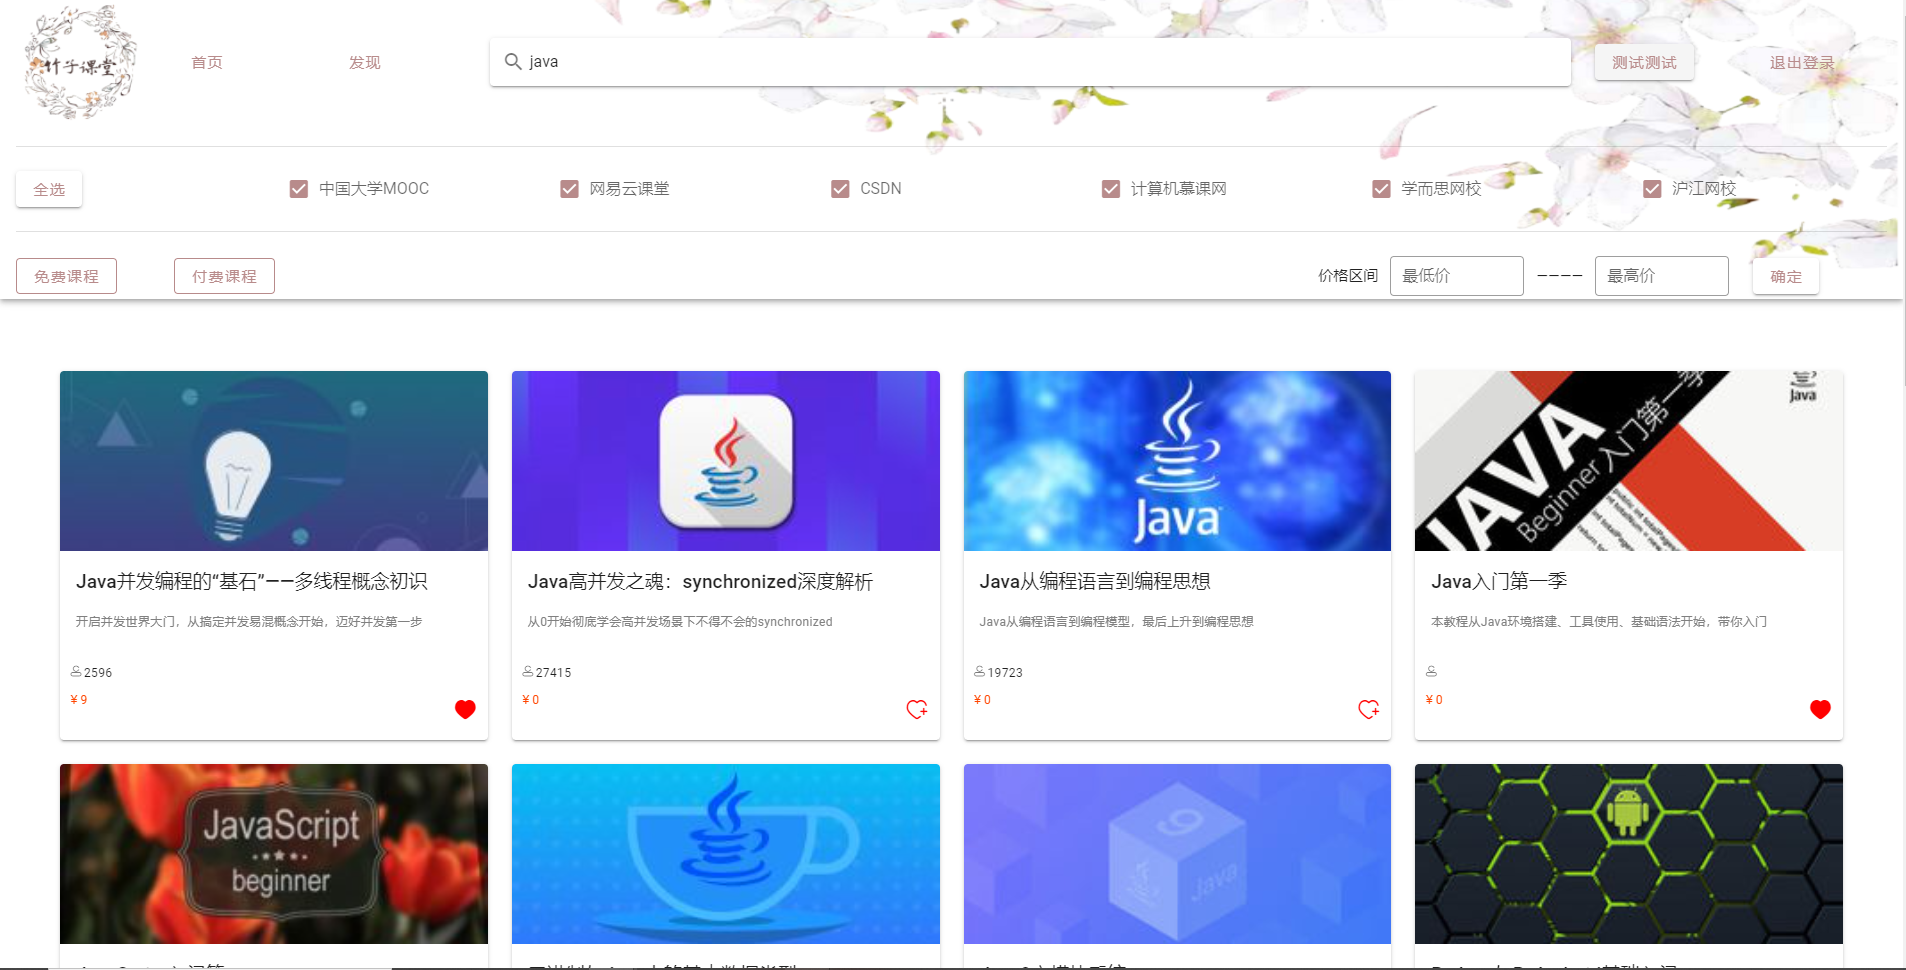 竹子课堂
首页
发现
java
测试测试
退出登录
全选
中国大学MOOC
网易云课堂
CSDN
计算机慕课网
学而思网校
沪江网校
免费课程
付费课程
价格区间
最低价
————
最高价
确定
Java
JAVA
Beginner 入门第一季
Java
Java并发编程的“基石”——多线程概念初识
Java高并发之魂：synchronized深度解析
Java从编程语言到编程思想
Java入门第一季
开启并发世界大门，从搞定并发易混概念开始，迈好并发第一步
从0开始彻底学会高并发场景下不得不会的synchronized
Java从编程语言到编程模型，最后上升到编程思想
本教程从Java环境搭建、工具使用、基础语法开始，带你入门
2596
27415
19723
¥ 9
¥ 0
¥ 0
¥ 0
JavaScript
beginner
9
Java